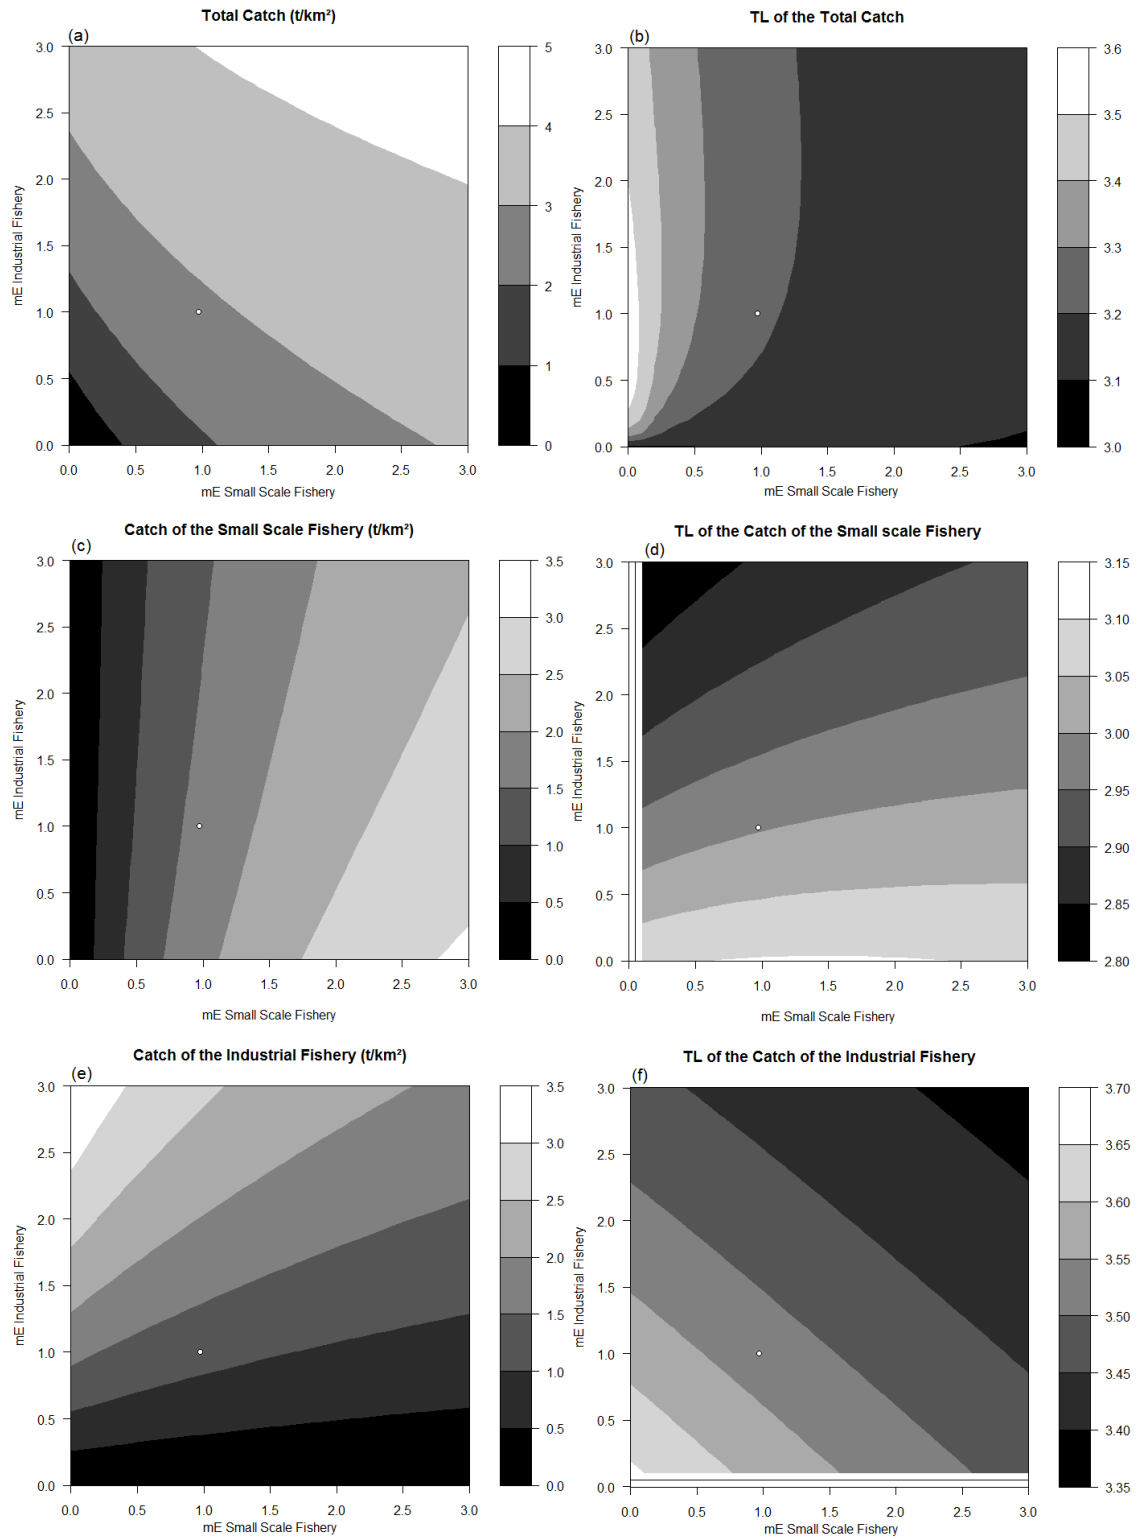 Total Catch (t/km²)
(a)
3.0
2.5
2.0
1.5
1.0
0.5
0.0
mE Industrial Fishery
0.0 0.5 1.0 1.5 2.0 2.5 3.0
mE Small Scale Fishery
5
4
3
2
1
0
TL of the Total Catch
(b)
3.0
2.5
2.0
1.5
1.0
0.5
0.0
mE Industrial Fishery
0.0 0.5 1.0 1.5 2.0 2.5 3.0
mE Small Scale Fishery
3.6
3.5
3.4
3.3
3.2
3.1
3.0
Catch of the Small Scale Fishery (t/km²)
(c)
3.0
2.5
2.0
1.5
1.0
0.5
0.0
mE Industrial Fishery
0.0 0.5 1.0 1.5 2.0 2.5 3.0
mE Small Scale Fishery
3.5
3.0
2.5
2.0
1.5
1.0
0.5
0.0
TL of the Catch of the Small scale Fishery
(d)
3.0
2.5
2.0
1.5
1.0
0.5
0.0
mE Industrial Fishery
0.0 0.5 1.0 1.5 2.0 2.5 3.0
mE Small Scale Fishery
3.15
3.10
3.05
3.00
2.95
2.90
2.85
2.80
Catch of the Industrial Fishery (t/km²)
(e)
3.0
2.5
2.0
1.5
1.0
0.5
0.0
mE Industrial Fishery
0.0 0.5 1.0 1.5 2.0 2.5 3.0
mE Small Scale Fishery
3.5
3.0
2.5
2.0
1.5
1.0
0.5
0.0
TL of the Catch of the Industrial Fishery
(f)
3.0
2.5
2.0
1.5
1.0
0.5
0.0
mE Industrial Fishery
0.0 0.5 1.0 1.5 2.0 2.5 3.0
mE Small Scale Fishery
3.70
3.65
3.60
3.55
3.50
3.45
3.40
3.35